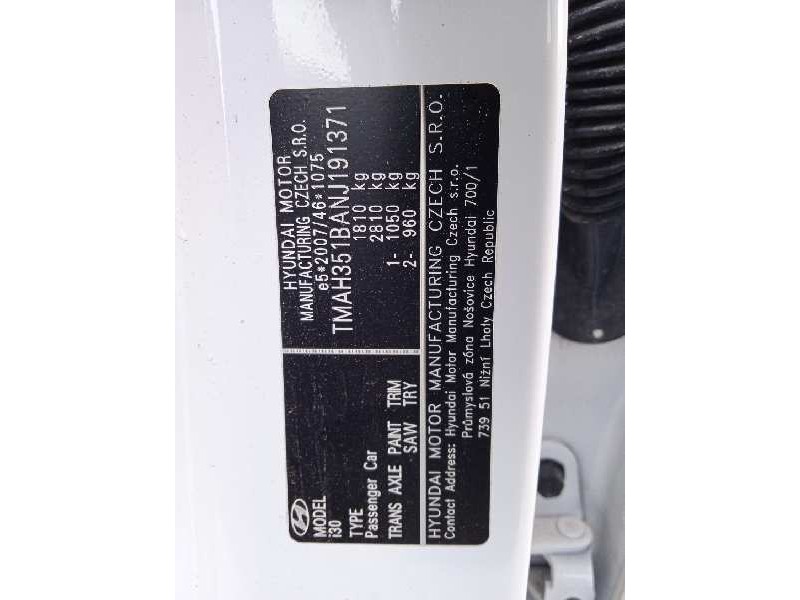 MODEL
i30
TYPE
Passenger Car
TRANS AXLE PAINT TRIM
SAW TRY
HYUNDAI MOTOR
MANUFACTURING CZECH S.R.O.
e5*2007/46*1075
TMAH351BANJ191371
1810 kg
2810 kg
1- 1050 kg
2- 960 kg
HYUNDAI MOTOR MANUFACTURING CZECH S.R.O.
Contact Address: Hyundai Motor Manufacturing Czech s.r.o.
Průmyslová zóna Nošovice Hyundai 700/1
739 51 Nižní Lhoty Czech Republic